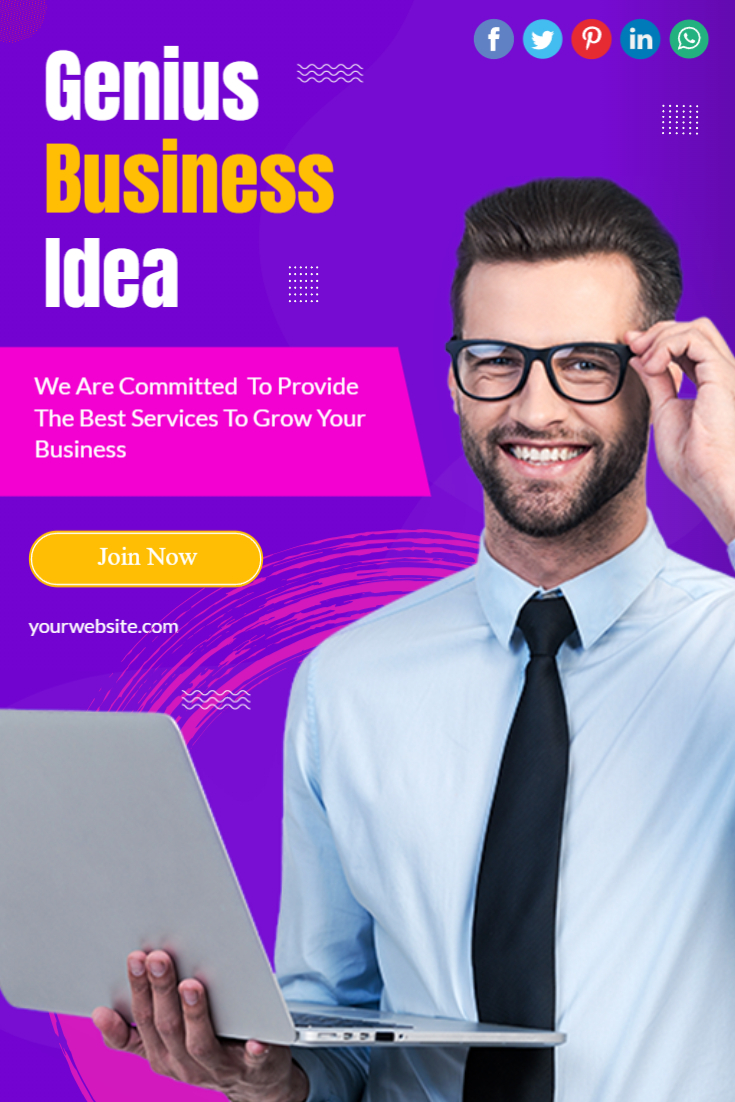 Genius
Business
Idea
We Are Committed  To Provide
The Best Services To Grow Your
Business
Join Now
yourwebsite.com